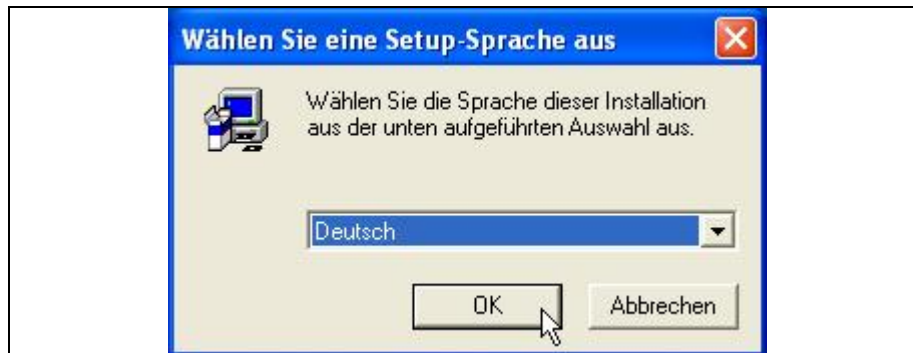 Wählen Sie eine Setup-Sprache aus
Wählen Sie die Sprache dieser Installation
aus der unten aufgeführten Auswahl aus.
Deutsch
OK
Abbrechen